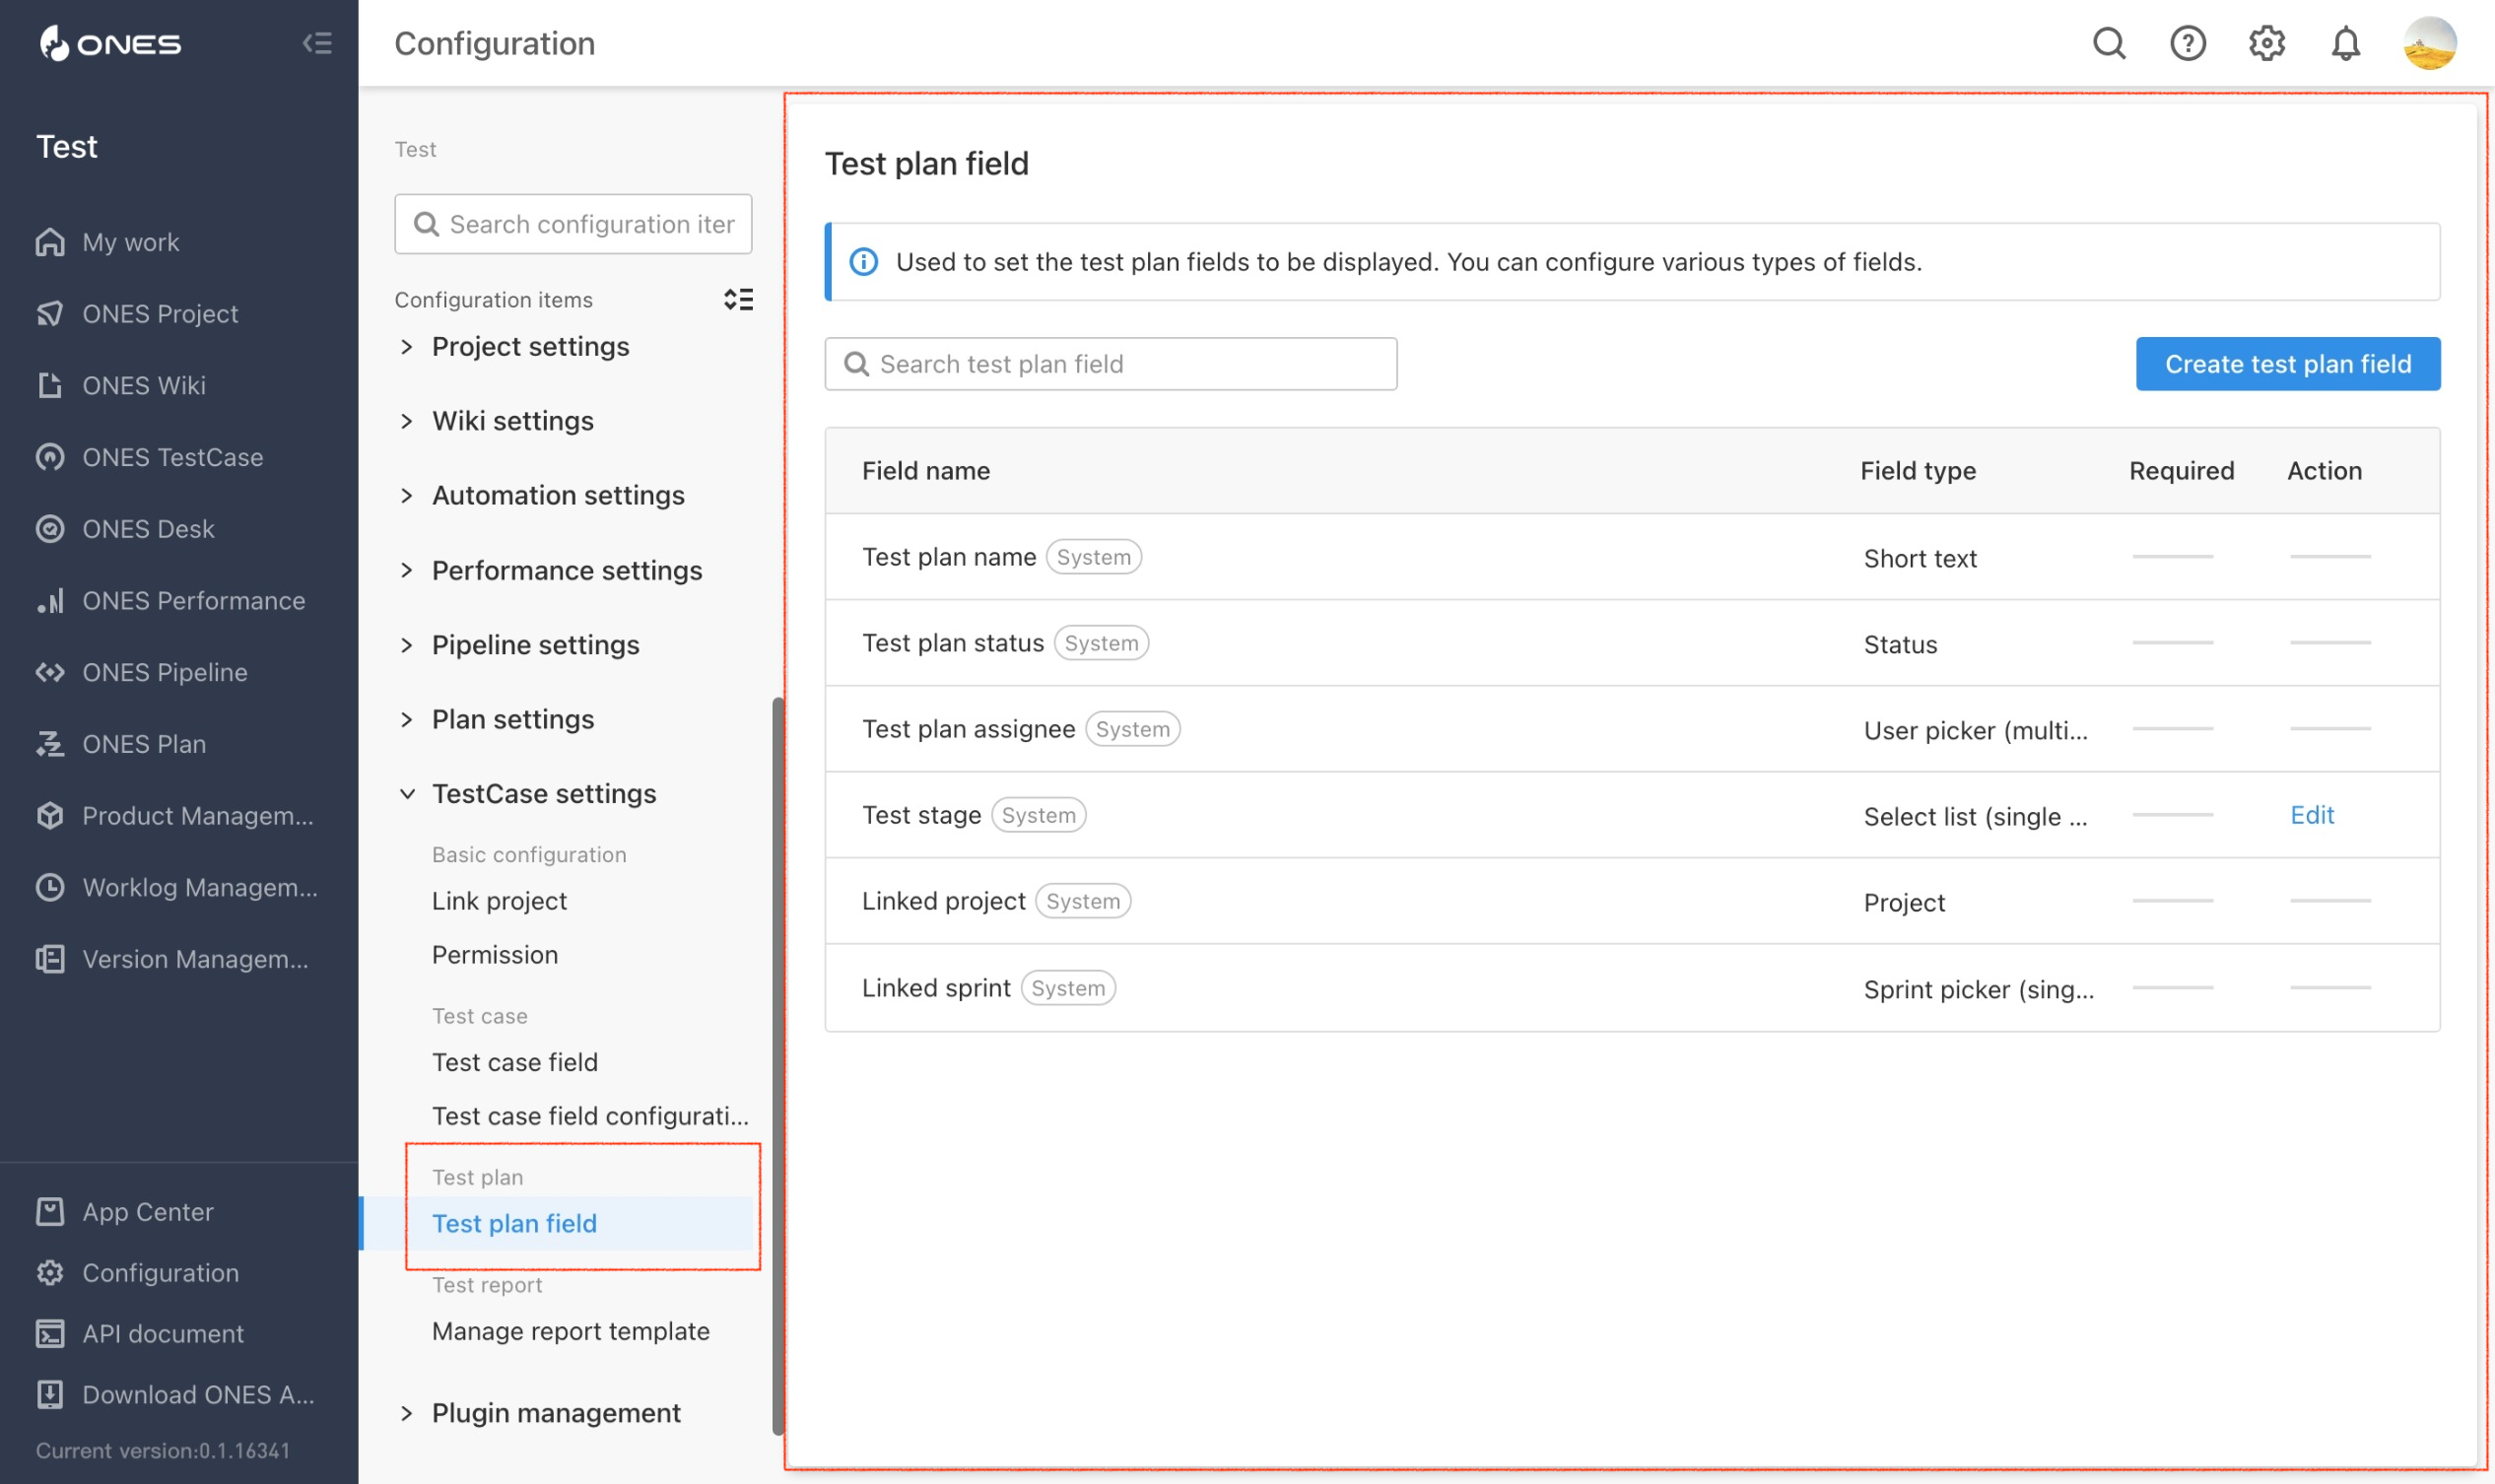 ONES
Test
My work
ONES Project
ONES Wiki
ONES TestCase
ONES Desk
ONES Performance
ONES Pipeline
ONES Plan
Product Managem...
Worklog Managem...
Version Managem...
App Center
Configuration
API document
Download ONES A...
Current version:0.1.16341
Configuration
Test
Search configuration iter
Configuration items
Project settings
Wiki settings
Automation settings
Performance settings
Pipeline settings
Plan settings
TestCase settings
Basic configuration
Link project
Permission
Test case
Test case field
Test case field configurati...
Test plan
Test plan field
Test report
Manage report template
Plugin management
Test plan field
Used to set the test plan fields to be displayed. You can configure various types of fields.
Search test plan field
Create test plan field
Field name Field type Required Action
Test plan name System Short text
Test plan status System Status
Test plan assignee System User picker (multi...
Test stage System Select list (single ... Edit
Linked project System Project
Linked sprint System Sprint picker (sing...